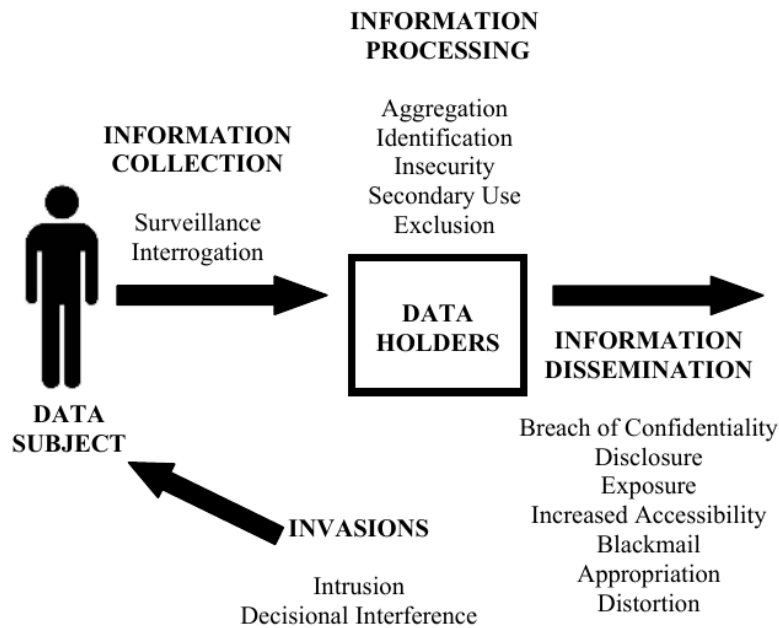 INFORMATION
PROCESSING
Aggregation
Identification
Insecurity
Secondary Use
Exclusion
INFORMATION
COLLECTION
Surveillance
Interrogation
DATA
HOLDERS
INFORMATION
DISSEMINATION
Breach of Confidentiality
Disclosure
Exposure
Increased Accessibility
Blackmail
Appropriation
Distortion
DATA
SUBJECT
INVASIONS
Intrusion
Decisional Interference